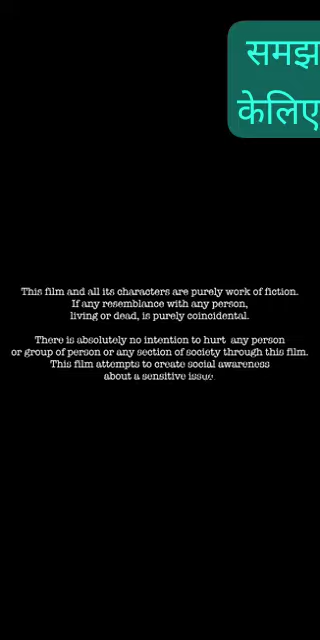 समझ
केलिए
This film and all its characters are purely work of fiction.
If any resemblance with any person,
living or dead, is purely coincidental.
There is absolutely no intention to hurt any person
or group of person or any section of society through this film.
This film attempts to create social awareness
about a sensitive issue